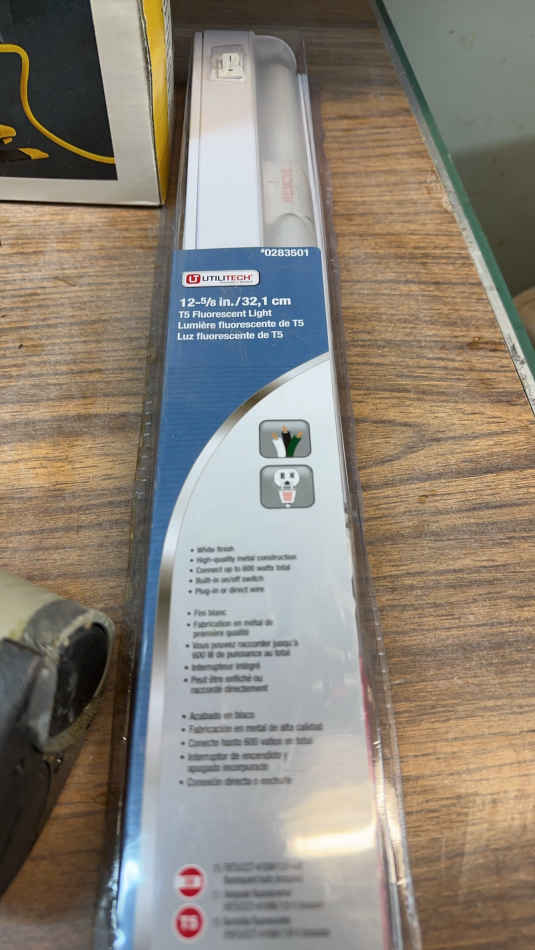 *0283501
LT UTILITECH®
12-5/8 in./32,1 cm
T5 Fluorescent Light
Lumière fluorescente de T5
Luz fluorescente de T5
• White finish
• High-quality metal construction
• Connect up to 600 watts total
• Built-in on/off switch
• Plug-in or direct wire
• Fini blanc
• Fabrication en métal de
première qualité
• Vous pouvez raccorder jusqu'à
600 W de puissance au total
• Interrupteur intégré
• Peut être enfiché ou
raccordé directement
• Acabado en blaco
• Fabricación en metal de alta calidad
• Conecte hasta 600 vatios en total
• Interruptor de encendido y
apagado incorporado
• Conexión directa o enchufe
T5